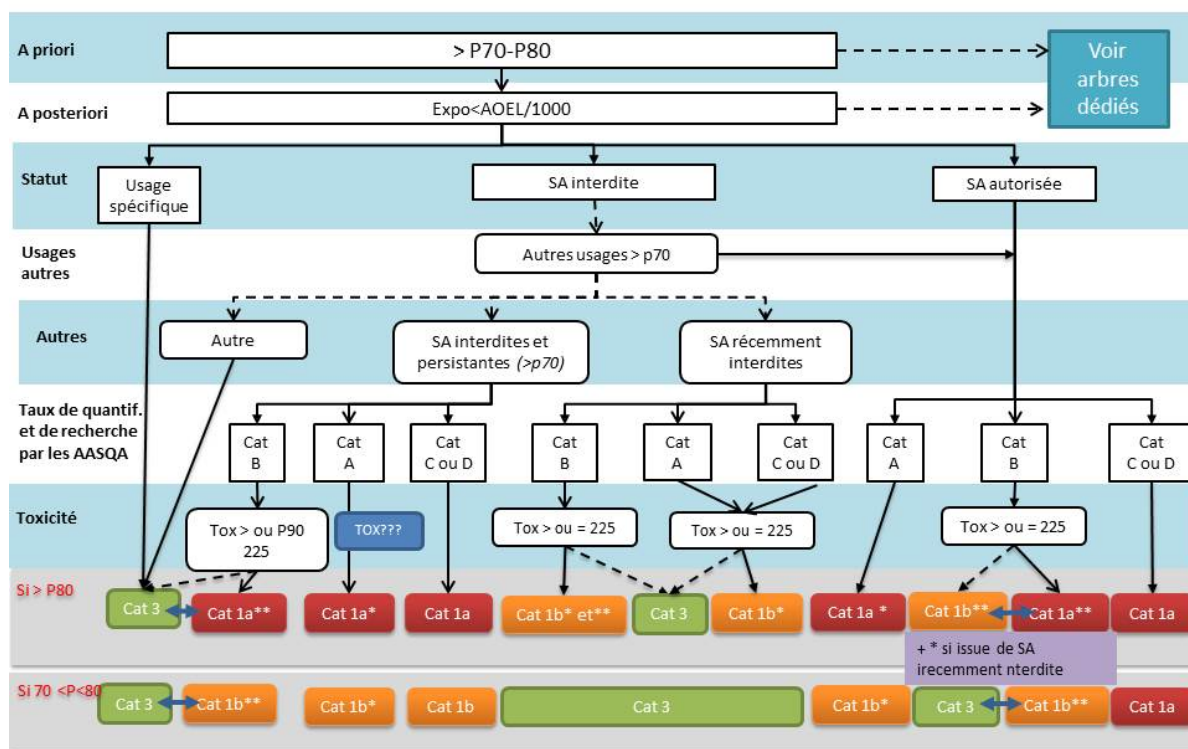 A priori
> P70-P80
Voir
arbres
dédiés
A posteriori
Expo<AOEL/1000
Statut
Usage
spécifique
SA interdite
SA autorisée
Usages
autres
Autres usages > p70
Autres
Autre
SA interdites et
persistantes (>p70)
SA récemment
interdites
Taux de quantif.
et de recherche
par les AASQA
Cat
B
Cat
A
Cat
C ou D
Cat
B
Cat
A
Cat
C ou D
Cat
A
Cat
B
Cat
C ou D
Toxicité
Tox > ou P90
225
TOX???
Tox > ou = 225
Tox > ou = 225
Tox > ou = 225
Si > P80
Cat 3
Cat 1a**
Cat 1a*
Cat 1a
Cat 1b* et**
Cat 3
Cat 1b*
Cat 1a *
Cat 1b**
Cat 1a**
Cat 1a
+ * si issue de SA
irecemment nterdite
Si 70 <P<80
Cat 3
Cat 1b**
Cat 1b*
Cat 1b
Cat 3
Cat 1b*
Cat 3
Cat 1b**
Cat 1a